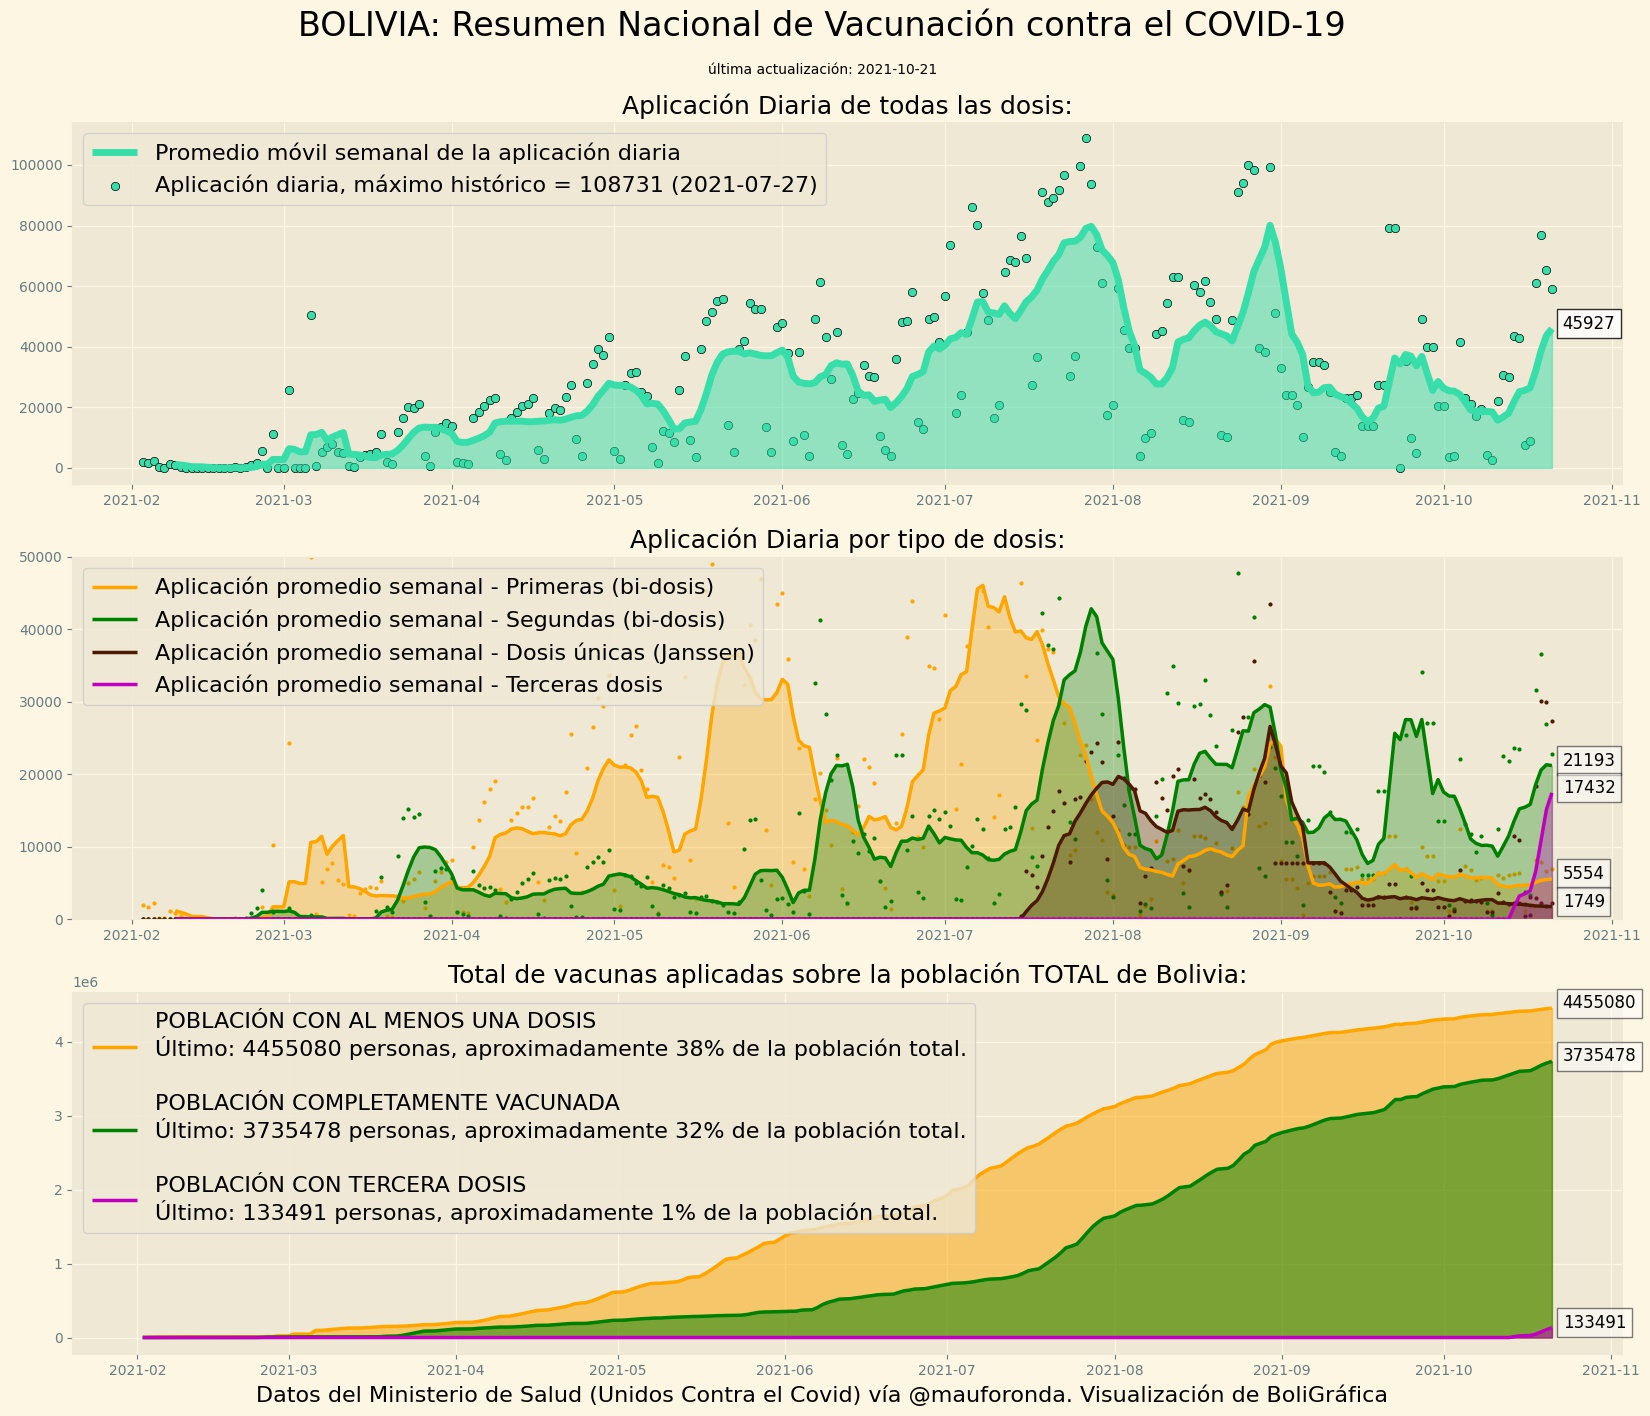 BOLIVIA: Resumen Nacional de Vacunación contra el COVID-19
última actualización: 2021-10-21
Aplicación Diaria de todas las dosis:
Promedio móvil semanal de la aplicación diaria
Aplicación diaria, máximo histórico = 108731 (2021-07-27)
100000
80000
60000
40000
20000
0
45927
2021-02 2021-03 2021-04 2021-05 2021-06 2021-07 2021-08 2021-09 2021-10 2021-11
Aplicación Diaria por tipo de dosis:
Aplicación promedio semanal - Primeras (bi-dosis)
Aplicación promedio semanal - Segundas (bi-dosis)
Aplicación promedio semanal - Dosis únicas (Janssen)
Aplicación promedio semanal - Terceras dosis
50000
40000
30000
20000
10000
0
21193
17432
5554
1749
2021-02 2021-03 2021-04 2021-05 2021-06 2021-07 2021-08 2021-09 2021-10 2021-11
Total de vacunas aplicadas sobre la población TOTAL de Bolivia:
1e6
POBLACIÓN CON AL MENOS UNA DOSIS
Último: 4455080 personas, aproximadamente 38% de la población total.
POBLACIÓN COMPLETAMENTE VACUNADA
Último: 3735478 personas, aproximadamente 32% de la población total.
POBLACIÓN CON TERCERA DOSIS
Último: 133491 personas, aproximadamente 1% de la población total.
4
3
2
1
0
4455080
3735478
133491
2021-02 2021-03 2021-04 2021-05 2021-06 2021-07 2021-08 2021-09 2021-10 2021-11
Datos del Ministerio de Salud (Unidos Contra el Covid) vía @mauforonda. Visualización de BoliGráfica